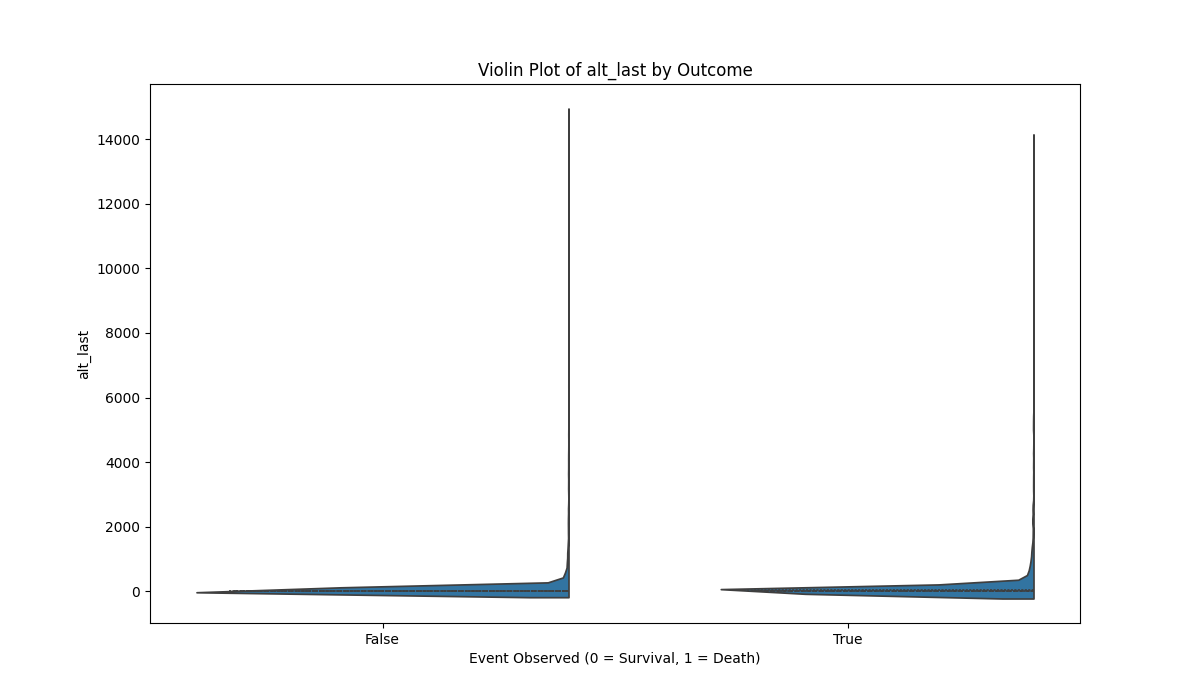 Violin Plot of alt_last by Outcome
alt_last
14000
12000
10000
8000
6000
4000
2000
0
False
True
Event Observed (0 = Survival, 1 = Death)